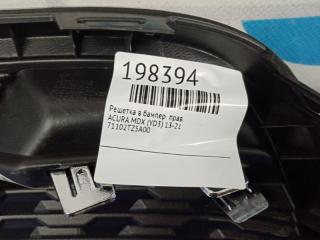 198394
Решетка в бампер прав
ACURA MDX (YD3) 13-21
71102TZ5A00